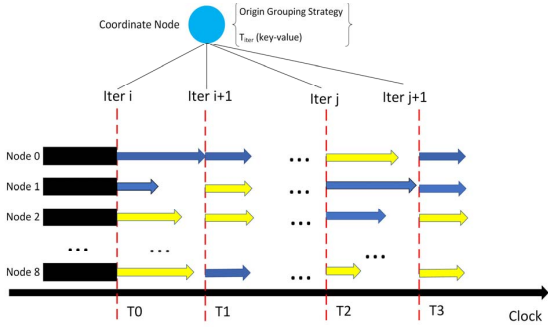 Coordinate Node
Origin Grouping Strategy
Titer (key-value)
Iter i
Iter i+1
Iter j
Iter j+1
Node 0
...
Node 1
...
Node 2
... ... ...
Node 8
...
T0
T1
T2
T3
Clock